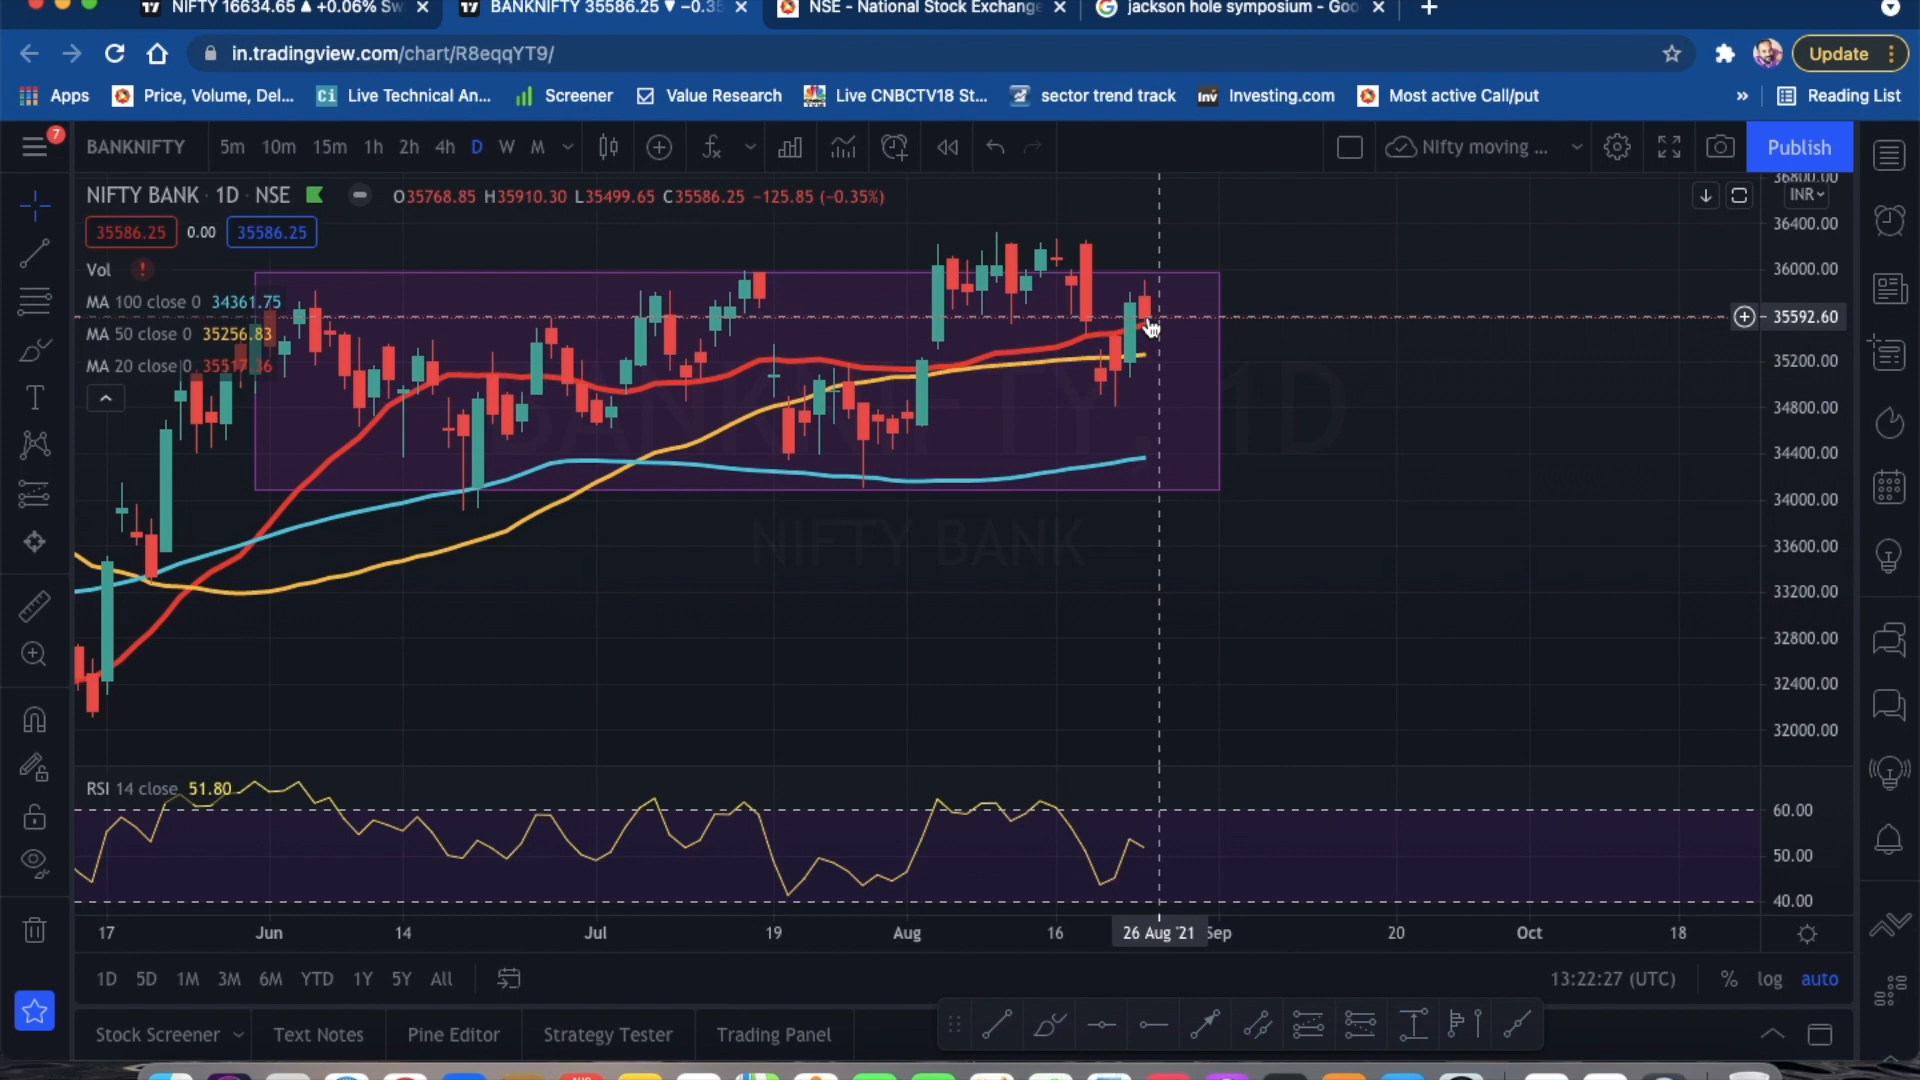 NIFTY 16634.65 ▲ +0.06% Sw
BANKNIFTY 35586.25 ▼ −0.35
NSE - National Stock Exchange
jackson hole symposium - Goo
in.tradingview.com/chart/R8eqqYT9/
Update
Apps
Price, Volume, Del...
Live Technical An...
Screener
Value Research
Live CNBCTV18 St...
sector trend track
Investing.com
Most active Call/put
»
Reading List
7
BANKNIFTY
5m 10m 15m 1h 2h 4h D W M
NIfty moving ...
Publish
NIFTY BANK · 1D · NSE
O35768.85 H35910.30 L35499.65 C35586.25 −125.85 (−0.35%)
INR
35586.25 0.00 35586.25
Vol
MA 100 close 0 34361.75
MA 50 close 0 35256.83
MA 20 close 0 35517.36
BANKNIFTY, 1D
NIFTY BANK
36800.00
36400.00
36000.00
35592.60
35200.00
34800.00
34400.00
34000.00
33600.00
33200.00
32800.00
32400.00
32000.00
RSI 14 close 51.80
60.00
50.00
40.00
17 Jun 14 Jul 19 Aug 16 26 Aug '21 Sep 20 Oct 18
1D 5D 1M 3M 6M YTD 1Y 5Y All
13:22:27 (UTC)
% log auto
Stock Screener
Text Notes
Pine Editor
Strategy Tester
Trading Panel